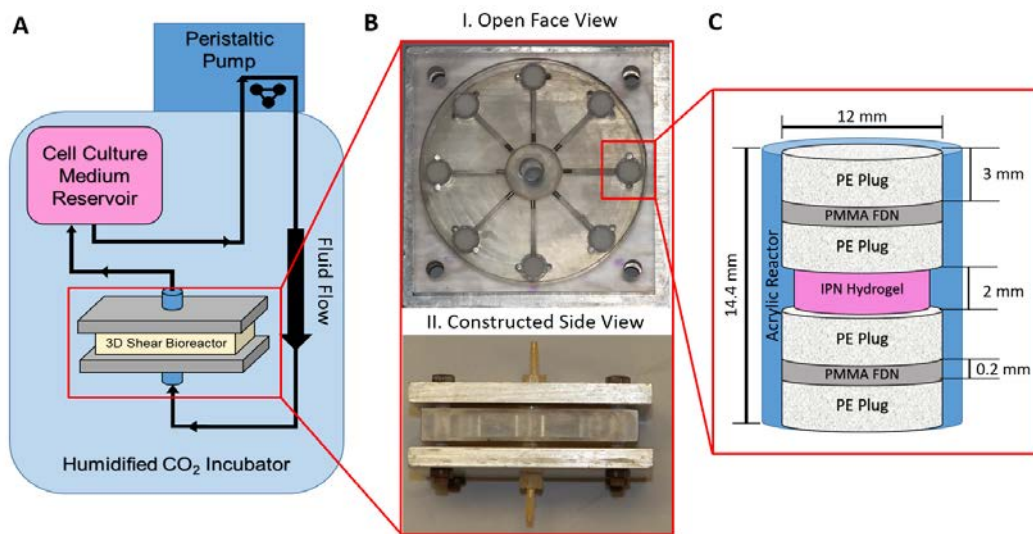 A
Peristaltic
Pump
Cell Culture
Medium
Reservoir
Fluid Flow
3D Shear Bioreactor
Humidified CO₂ Incubator
B
I. Open Face View
II. Constructed Side View
C
12 mm
PE Plug
3 mm
PMMA FDN
PE Plug
14.4 mm
Acrylic Reactor
IPN Hydrogel
2 mm
PE Plug
PMMA FDN
0.2 mm
PE Plug